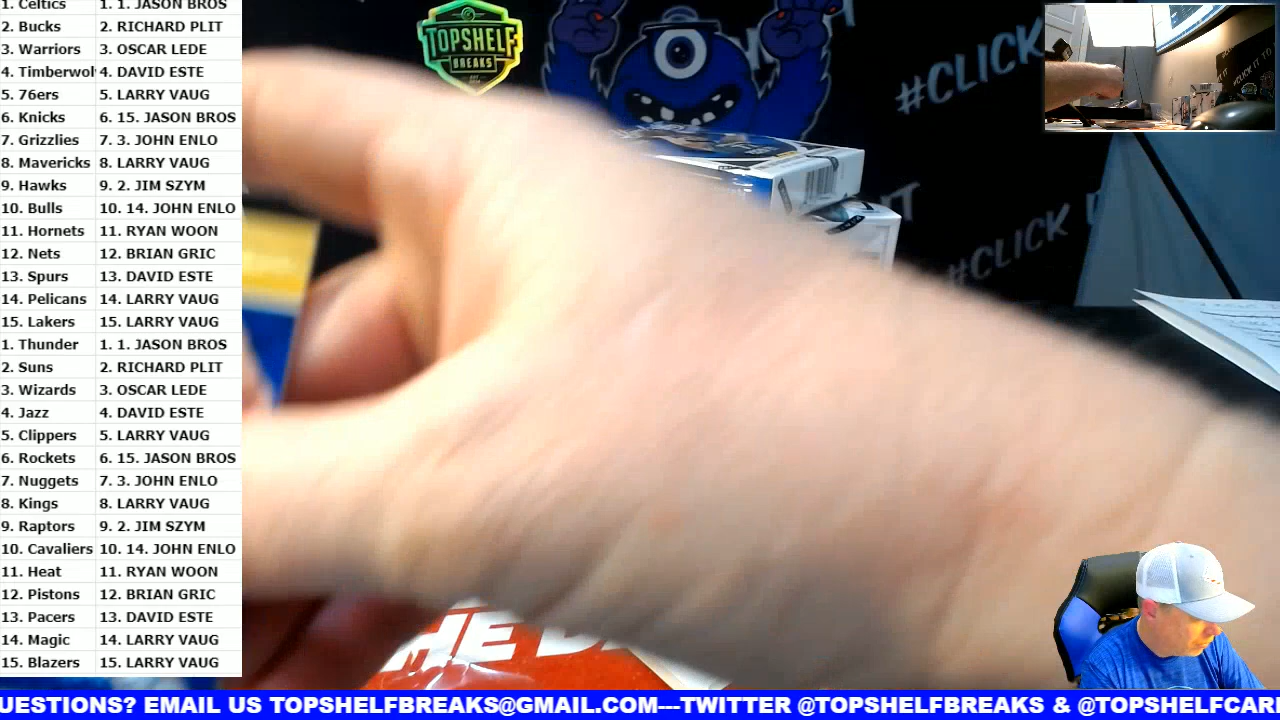 1. Celtics 1. 1. JASON BROS
2. Bucks 2. RICHARD PLIT
3. Warriors 3. OSCAR LEDE
4. Timberwol 4. DAVID ESTE
5. 76ers 5. LARRY VAUG
6. Knicks 6. 15. JASON BROS
7. Grizzlies 7. 3. JOHN ENLO
8. Mavericks 8. LARRY VAUG
9. Hawks 9. 2. JIM SZYM
10. Bulls 10. 14. JOHN ENLO
11. Hornets 11. RYAN WOON
12. Nets 12. BRIAN GRIC
13. Spurs 13. DAVID ESTE
14. Pelicans 14. LARRY VAUG
15. Lakers 15. LARRY VAUG
1. Thunder 1. 1. JASON BROS
2. Suns 2. RICHARD PLIT
3. Wizards 3. OSCAR LEDE
4. Jazz 4. DAVID ESTE
5. Clippers 5. LARRY VAUG
6. Rockets 6. 15. JASON BROS
7. Nuggets 7. 3. JOHN ENLO
8. Kings 8. LARRY VAUG
9. Raptors 9. 2. JIM SZYM
10. Cavaliers 10. 14. JOHN ENLO
11. Heat 11. RYAN WOON
12. Pistons 12. BRIAN GRIC
13. Pacers 13. DAVID ESTE
14. Magic 14. LARRY VAUG
15. Blazers 15. LARRY VAUG
TOPSHELF
BREAKS
#CLICK
#CLICK IT
HE
UESTIONS? EMAIL US TOPSHELFBREAKS@GMAIL.COM---TWITTER @TOPSHELFBREAKS & @TOPSHELFCAR